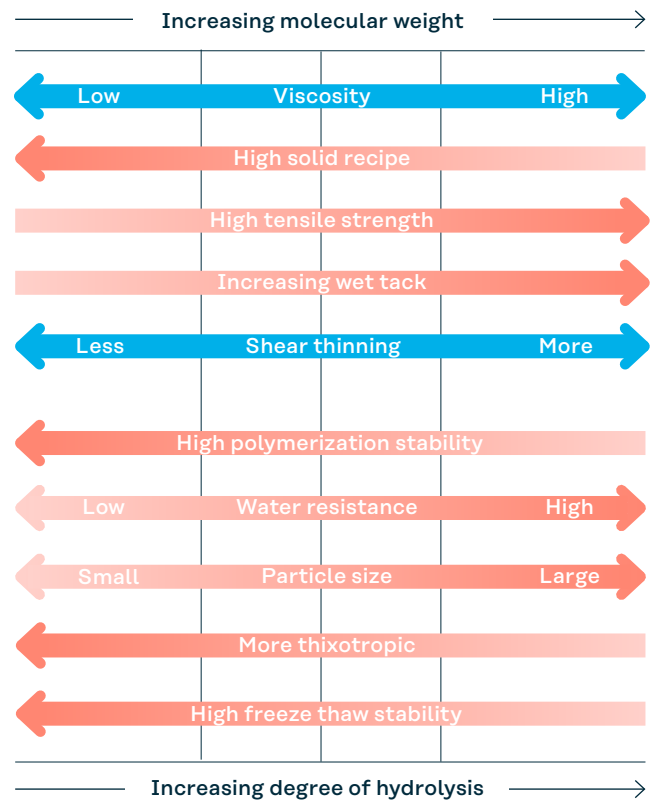 Increasing molecular weight
Low Viscosity High
High solid recipe
High tensile strength
Increasing wet tack
Less Shear thinning More
High polymerization stability
Low Water resistance High
Small Particle size Large
More thixotropic
High freeze thaw stability
Increasing degree of hydrolysis